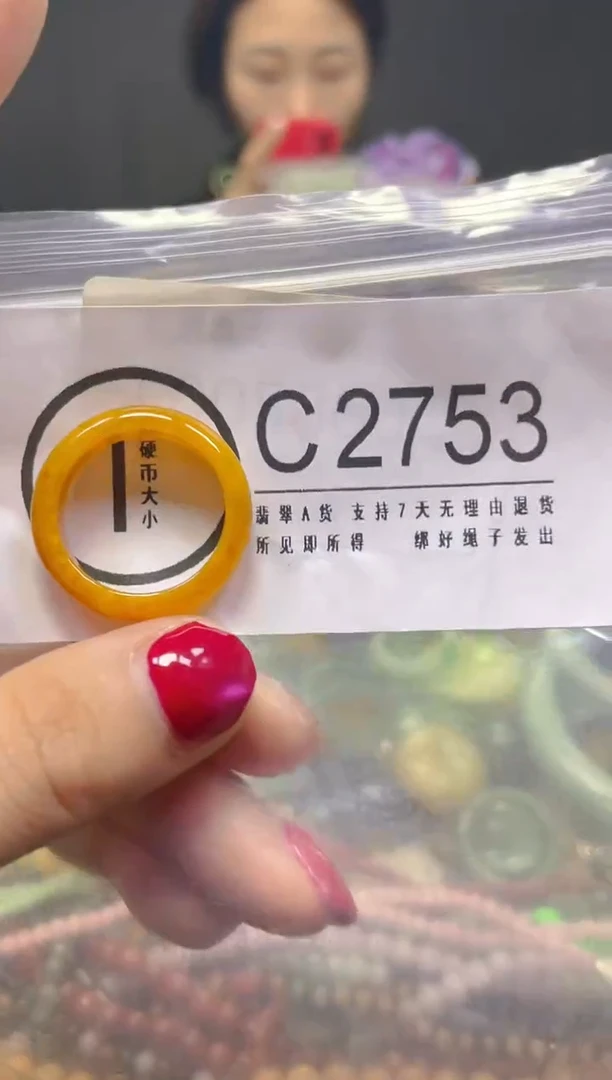 硬币大小
C2753
翡翠A货 支持7天无理由退货
所见即所得 绑好绳子发出